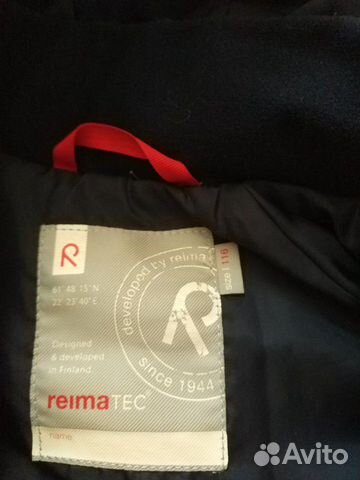 R
61° 48' 15" N
22° 23' 40" E
developed by reima
R
since 1944
size | 116
Designed
& developed
in Finland.
reimaTEC®
name:
Avito